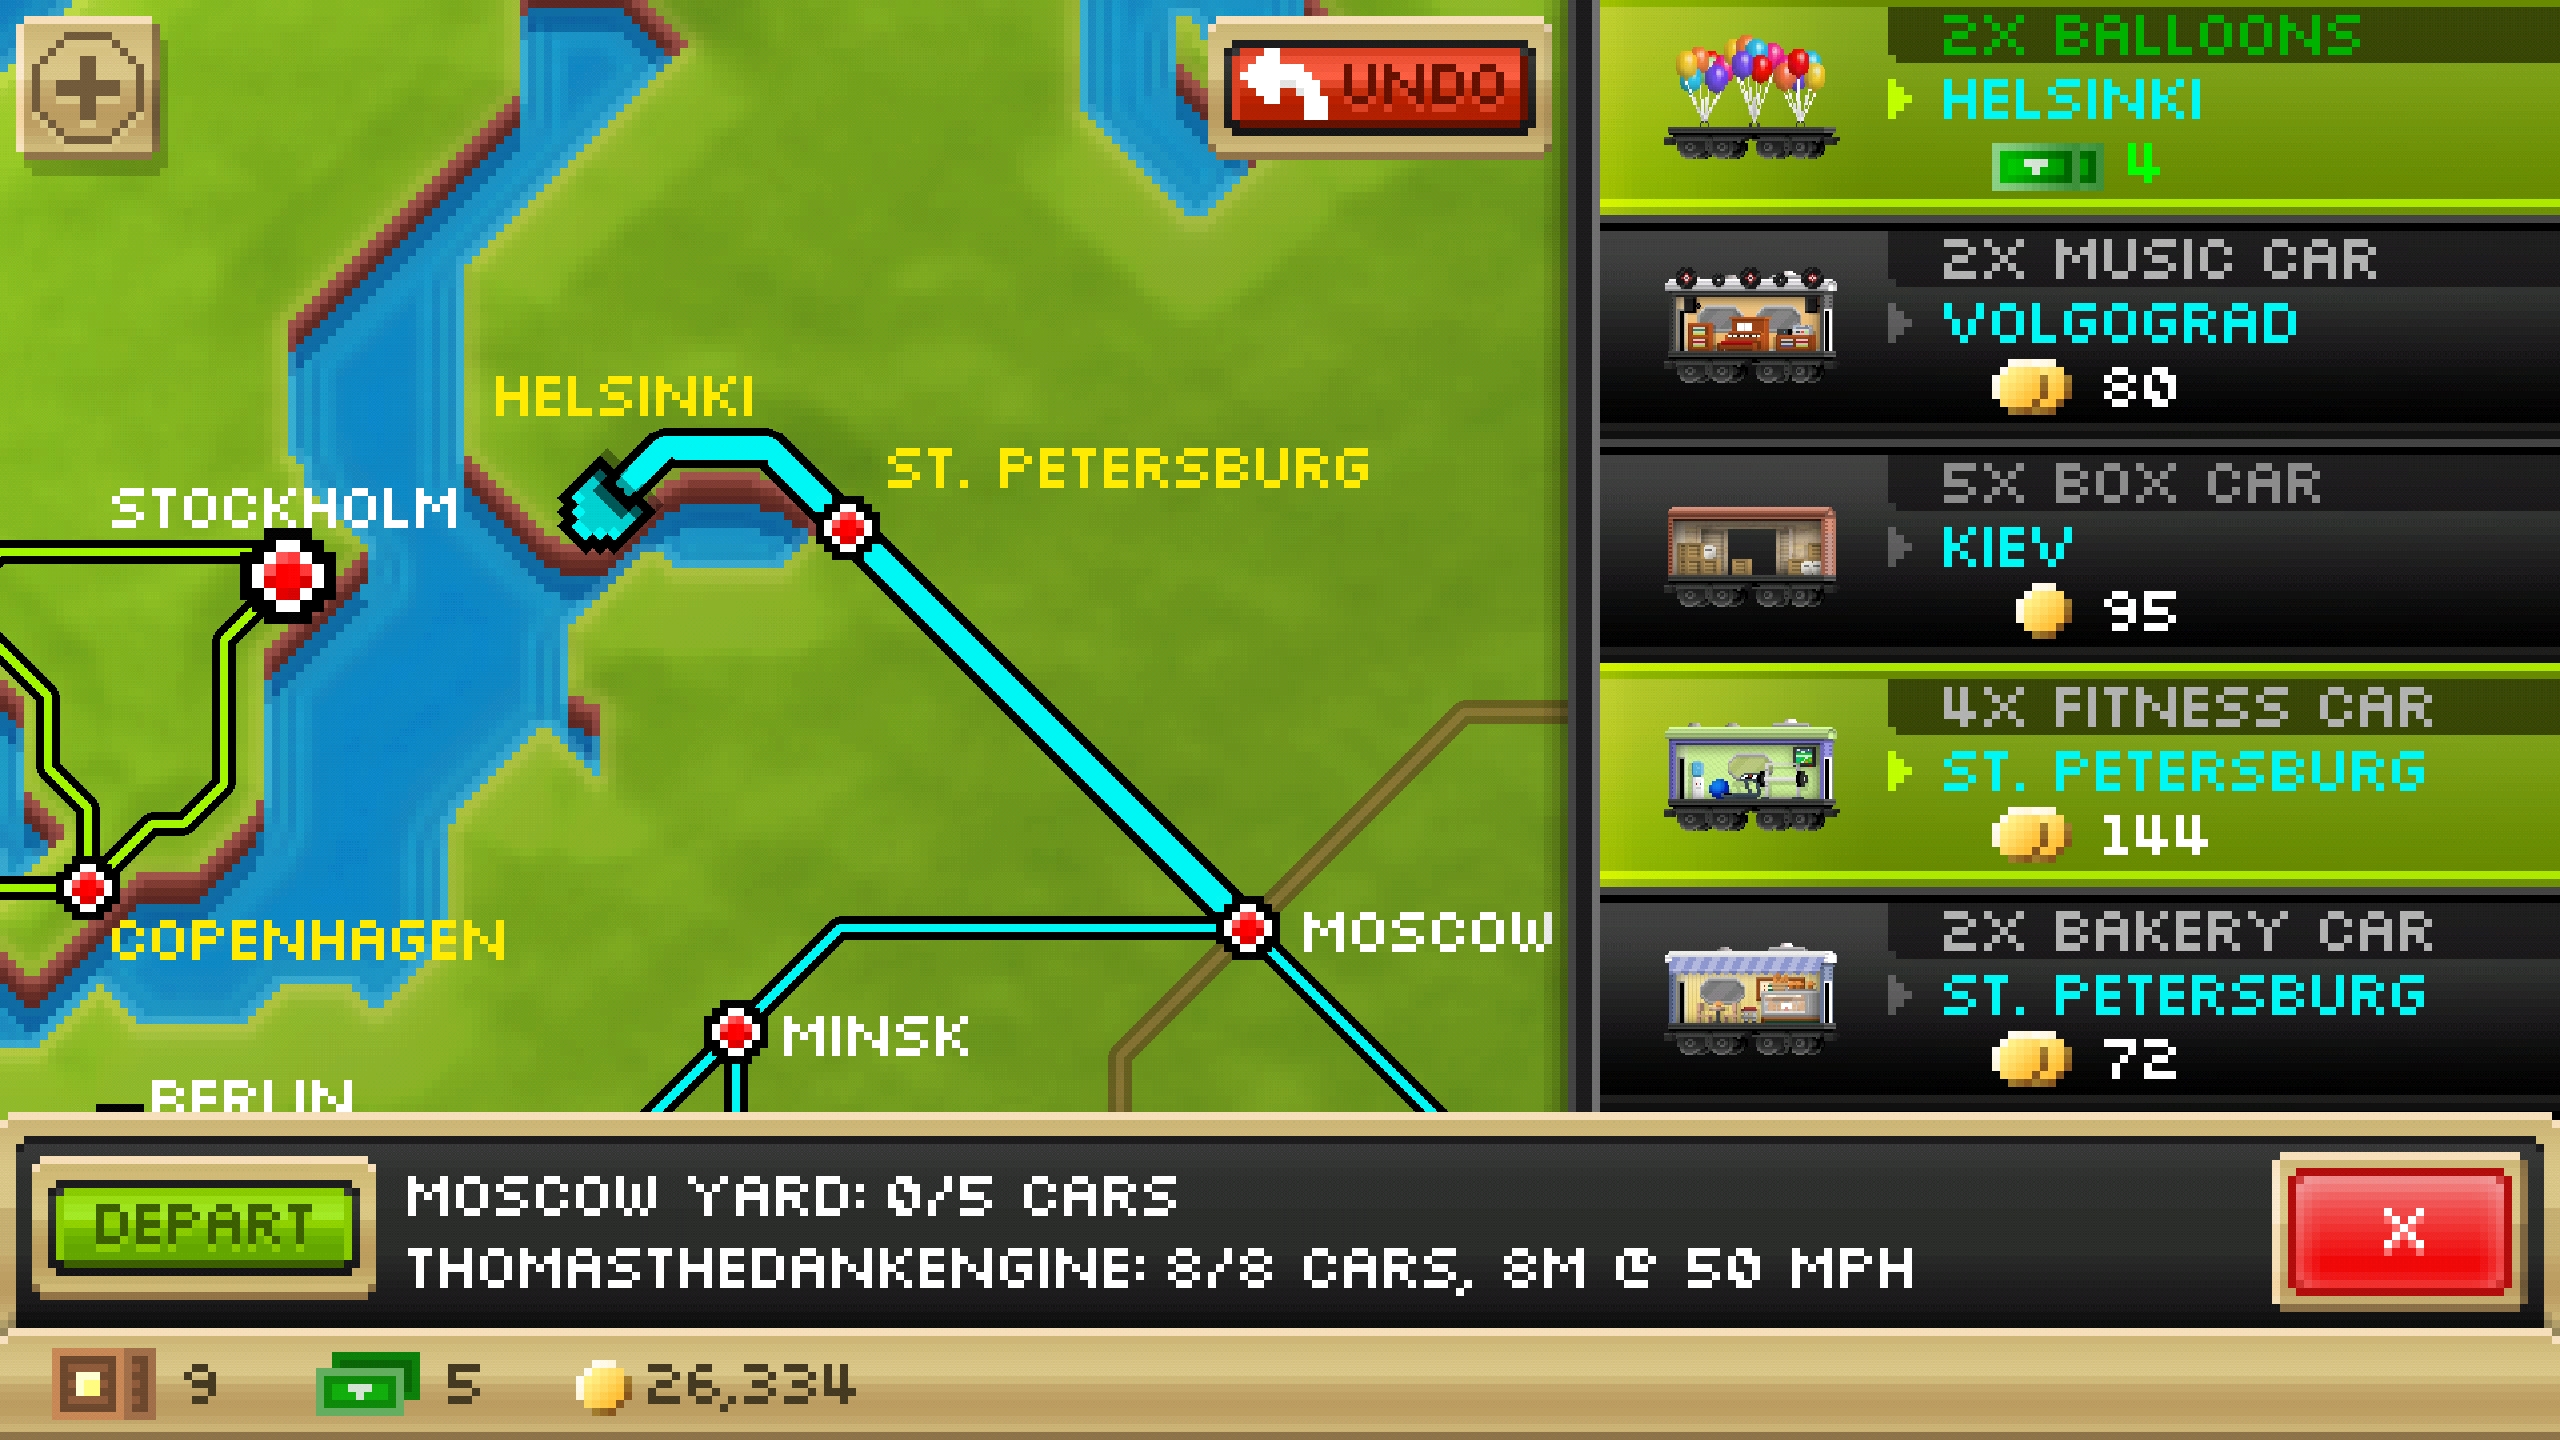 UNDO
HELSINKI
ST. PETERSBURG
STOCKHOLM
COPENHAGEN
MOSCOW
MINSK
BERLIN
2X BALLOONS
HELSINKI
4
2X MUSIC CAR
VOLGOGRAD
80
5X BOX CAR
KIEV
95
4X FITNESS CAR
ST. PETERSBURG
144
2X BAKERY CAR
ST. PETERSBURG
72
DEPART
MOSCOW YARD: 0/5 CARS
THOMASTHEDANKENGINE: 8/8 CARS, 8M @ 50 MPH
X
9
5
26,334